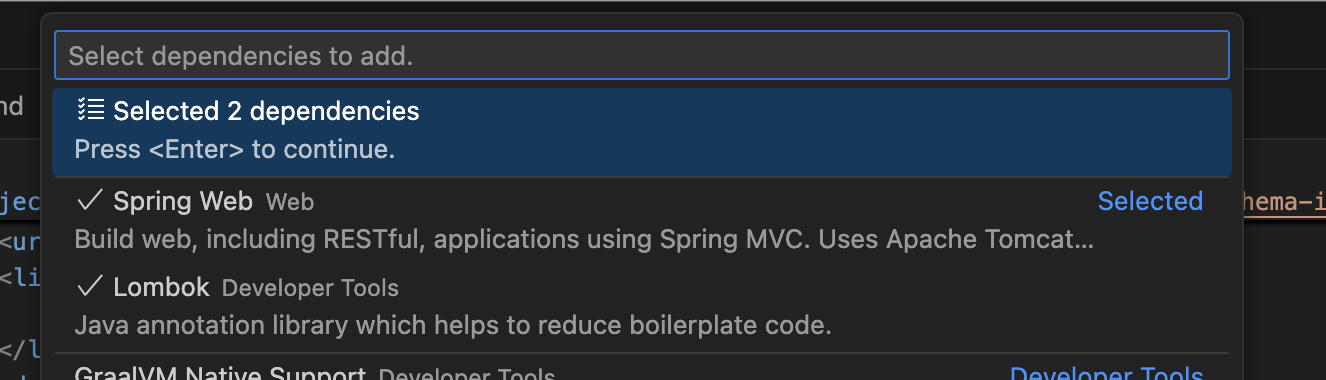 Select dependencies to add.
nd
Selected 2 dependencies
Press <Enter> to continue.
jec Spring Web Web Selected hema-i
<ur Build web, including RESTful, applications using Spring MVC. Uses Apache Tomcat...
<li Lombok Developer Tools
Java annotation library which helps to reduce boilerplate code.
</l
GraalVM Native Support Developer Tools Developer Tools